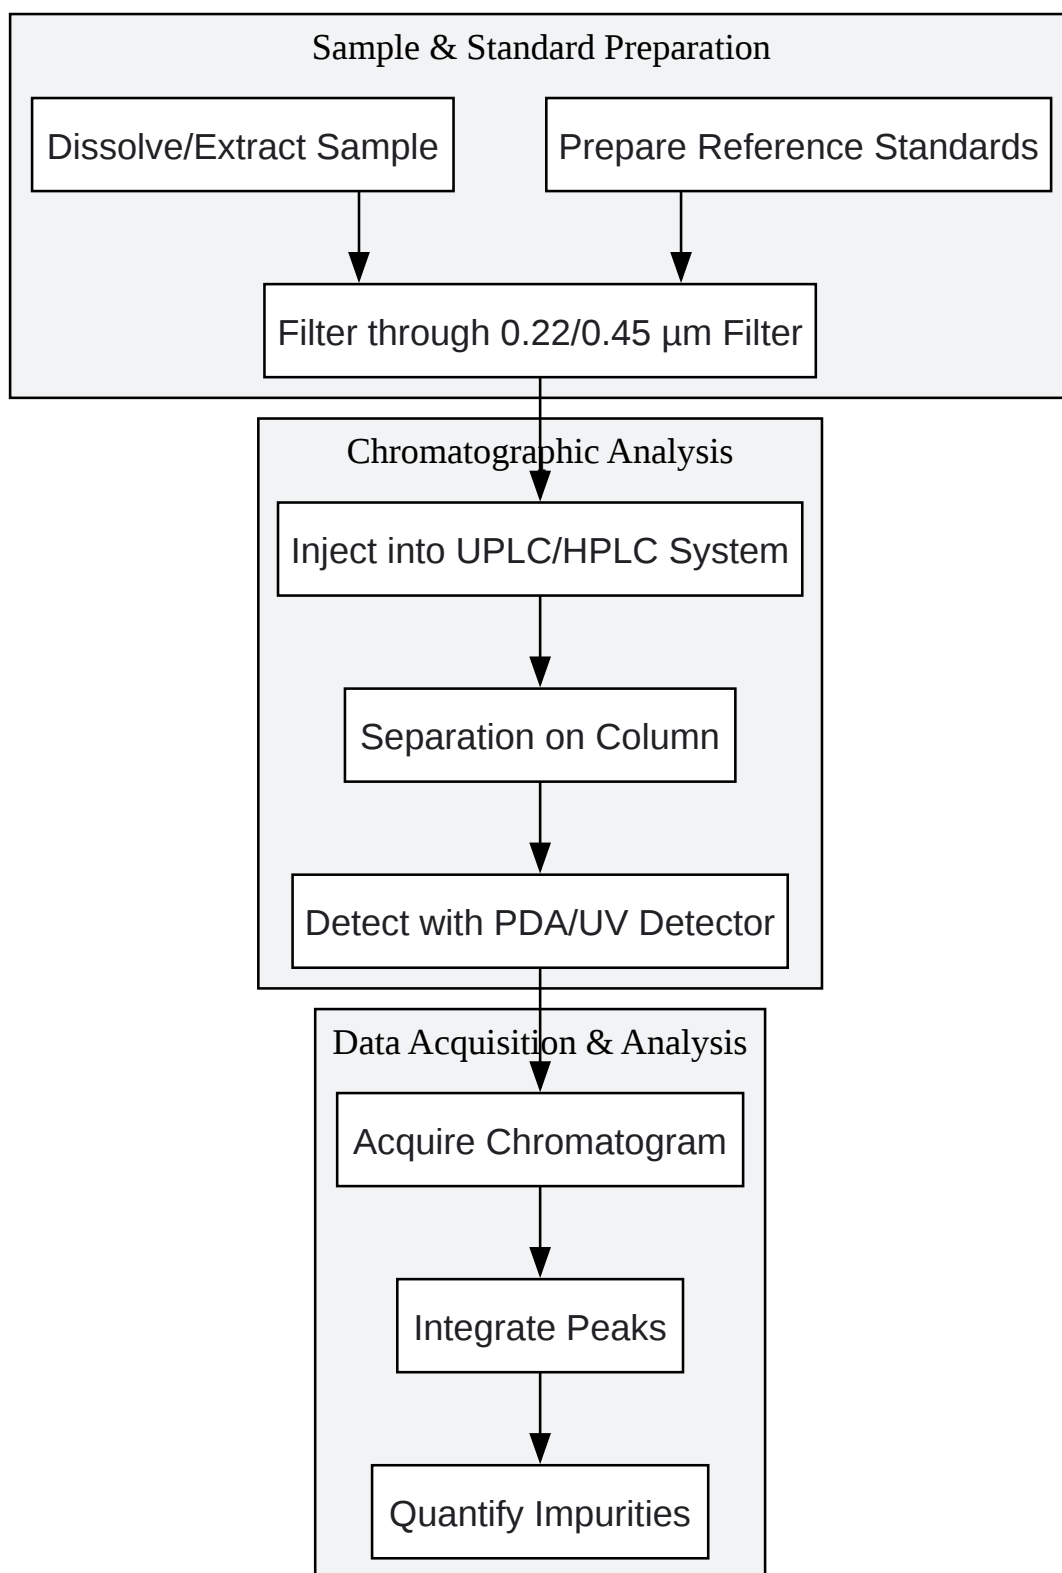 Sample & Standard Preparation
Dissolve/Extract Sample
Prepare Reference Standards
Filter through 0.22/0.45 µm Filter
Chromatographic Analysis
Inject into UPLC/HPLC System
Separation on Column
Detect with PDA/UV Detector
Data Acquisition & Analysis
Acquire Chromatogram
Integrate Peaks
Quantify Impurities